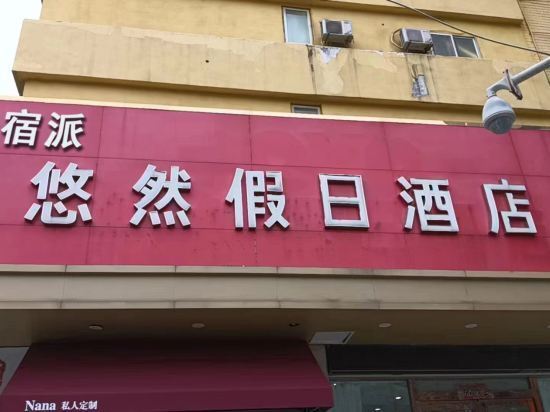 宿派
悠然假日酒店
Nana 私人定制